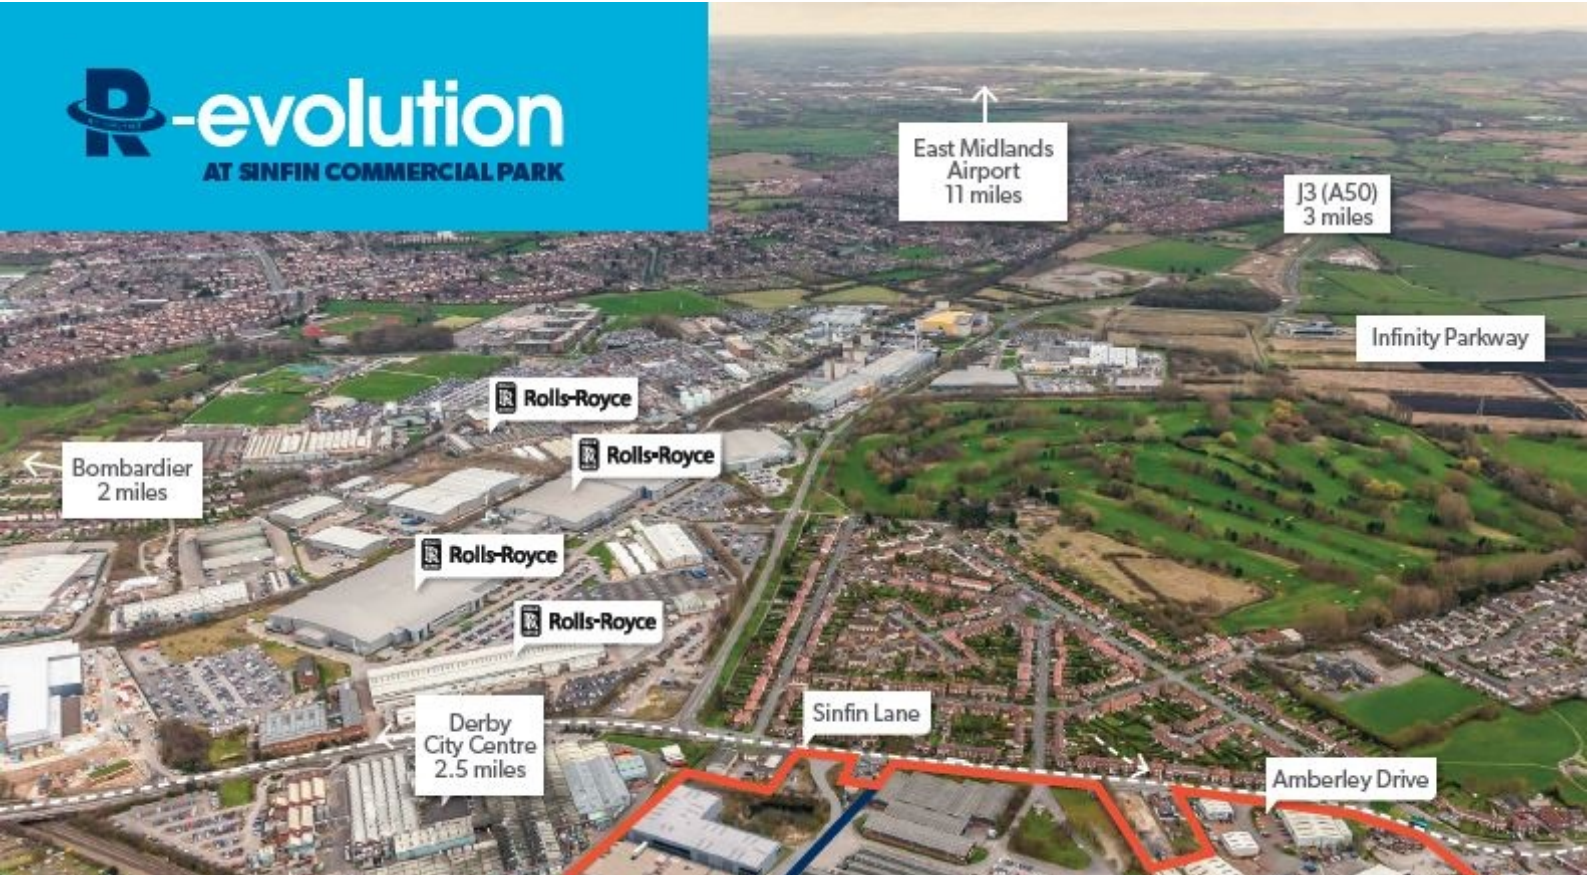 R-evolution
AT SINFIN COMMERCIAL PARK
East Midlands
Airport
11 miles
J3 (A50)
3 miles
Infinity Parkway
Rolls-Royce
Rolls-Royce
Bombardier
2 miles
Rolls-Royce
Rolls-Royce
Sinfin Lane
Derby
City Centre
2.5 miles
Amberley Drive